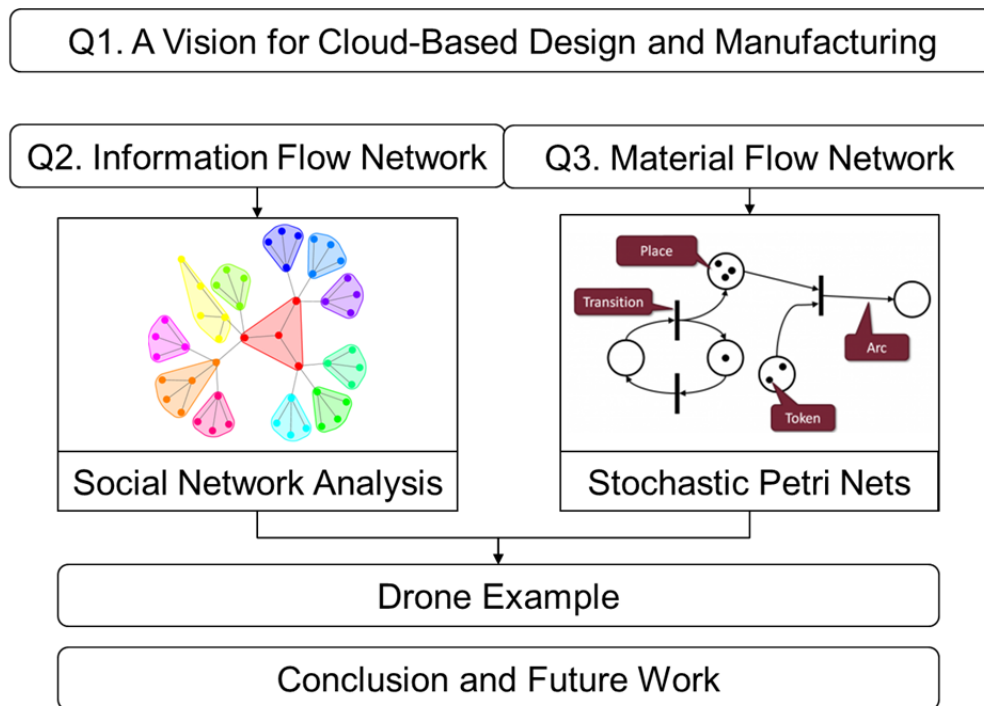 Q1. A Vision for Cloud-Based Design and Manufacturing
Q2. Information Flow Network
Q3. Material Flow Network
Place
Transition
Arc
Token
Social Network Analysis
Stochastic Petri Nets
Drone Example
Conclusion and Future Work